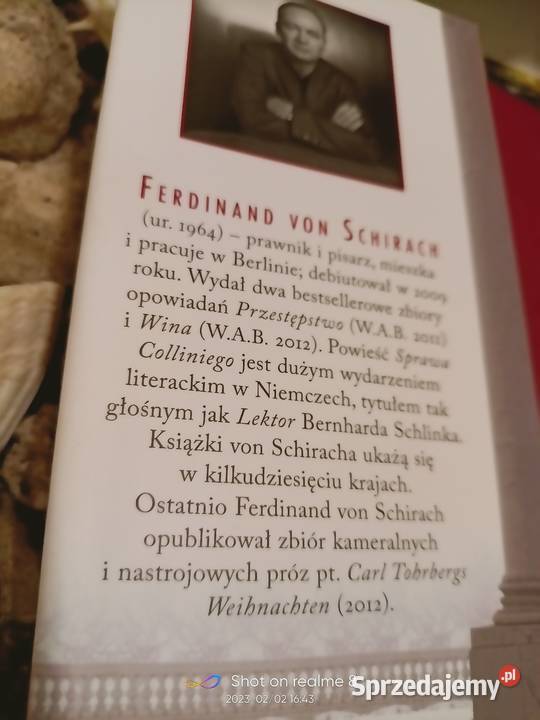 FERDINAND VON SCHIRACH
(ur. 1964) – prawnik i pisarz, mieszka
i pracuje w Berlinie; debiutował w 2009
roku. Wydał dwa bestsellerowe zbiory
opowiadań Przestępstwo (W.A.B. 2011)
i Wina (W.A.B. 2012). Powieść Sprawa
Colliniego jest dużym wydarzeniem
literackim w Niemczech, tytułem tak
głośnym jak Lektor Bernharda Schlinka.
Książki von Schiracha ukażą się
w kilkudziesięciu krajach.
Ostatnio Ferdinand von Schirach
opublikował zbiór kameralnych
i nastrojowych próz pt. Carl Tohrbergs
Weihnachten (2012).
Shot on realme 8
2023. 02. 02 16:43
Sprzedajemy.pl